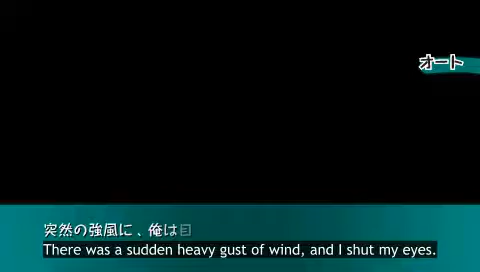 オート
突然の強風に、俺は目
There was a sudden heavy gust of wind, and I shut my eyes.